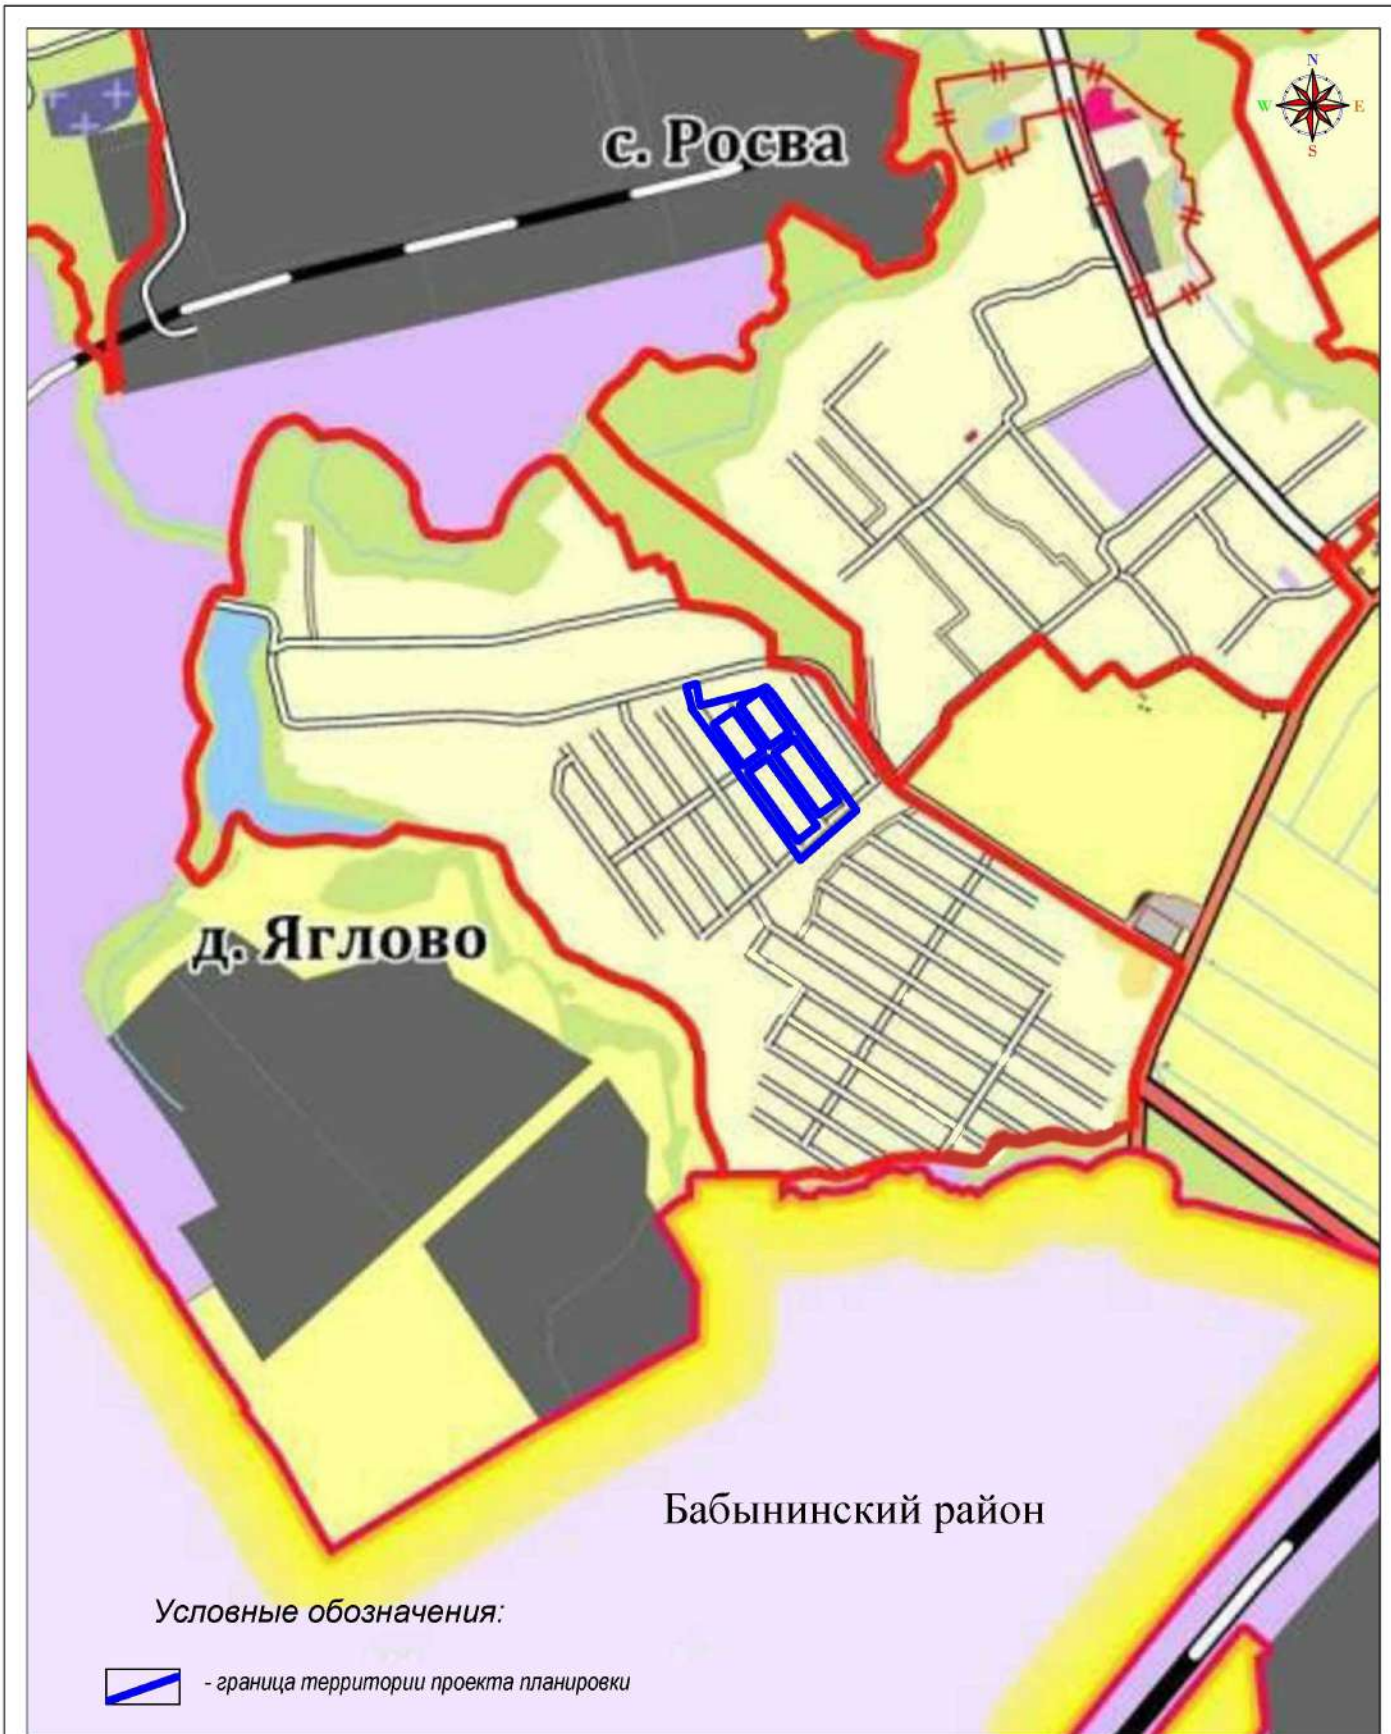 N
W E
S
с. Росва
д. Яглово
Бабынинский район
Условные обозначения:
- граница территории проекта планировки